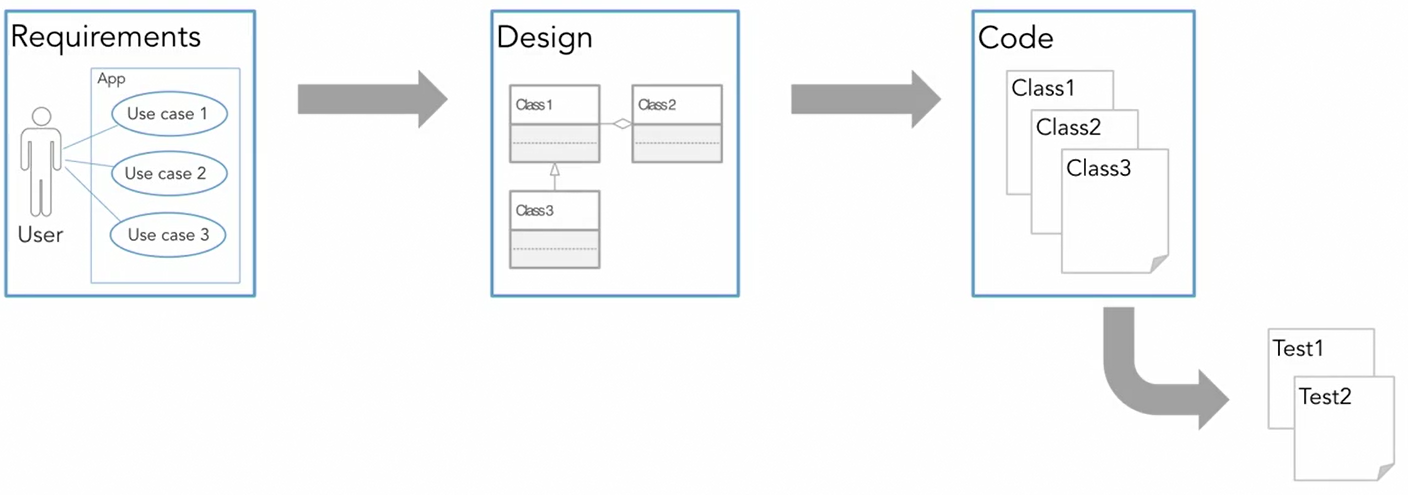 Requirements
App
Use case 1
Use case 2
Use case 3
User
Design
Class1
Class2
Class3
Code
Class1
Class2
Class3
Test1
Test2